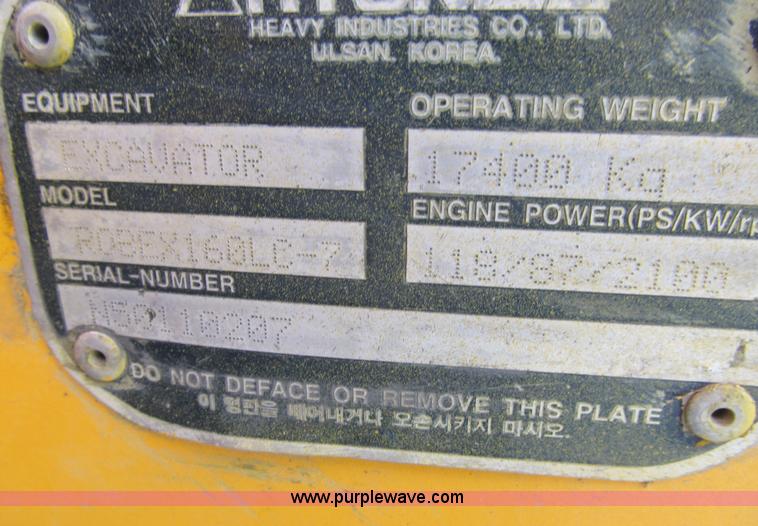 HEAVY INDUSTRIES CO., LTD.
ULSAN, KOREA.
EQUIPMENT
OPERATING WEIGHT
EXCAVATOR
17400 Kg
MODEL
ENGINE POWER(PS/KW/rp
ROBEX160LC-7
118/87/2100
SERIAL-NUMBER
N50110207
DO NOT DEFACE OR REMOVE THIS PLATE
이 명판을 떼어내거나 오손시키지 마시오.
www.purplewave.com